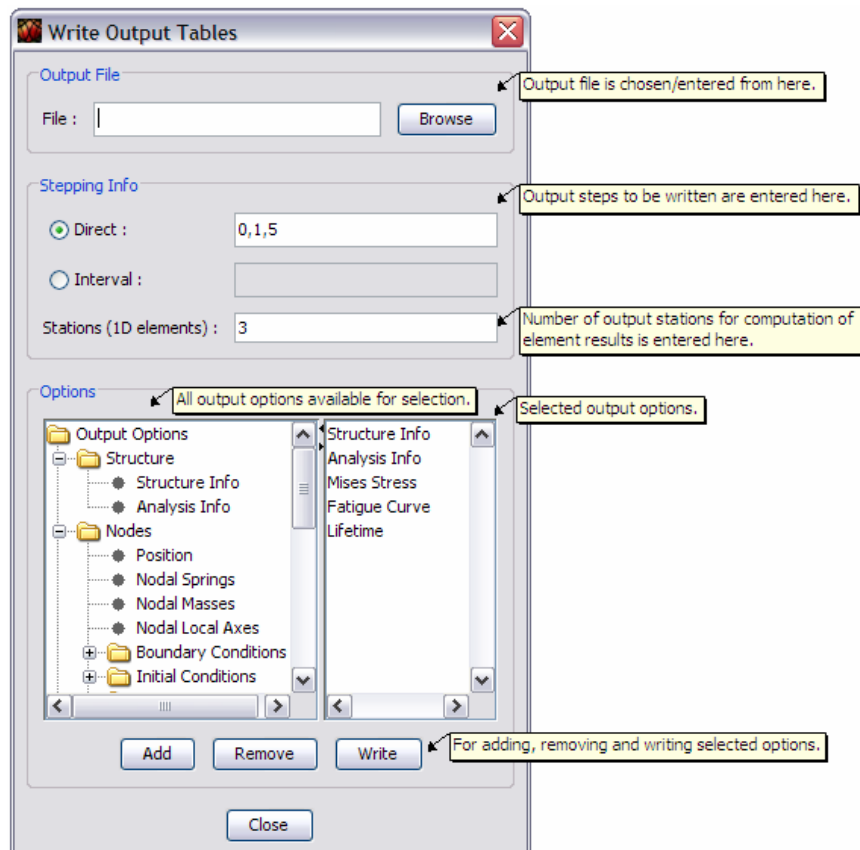 Write Output Tables
Output File
Output file is chosen/entered from here.
File :
Browse
Stepping Info
Output steps to be written are entered here.
Direct :
0,1,5
Interval :
Stations (1D elements) :
3
Number of output stations for computation of
element results is entered here.
Options
All output options available for selection.
Selected output options.
Output Options
Structure
Structure Info
Analysis Info
Nodes
Position
Nodal Springs
Nodal Masses
Nodal Local Axes
Boundary Conditions
Initial Conditions
Structure Info
Analysis Info
Mises Stress
Fatigue Curve
Lifetime
Add
Remove
Write
For adding, removing and writing selected options.
Close